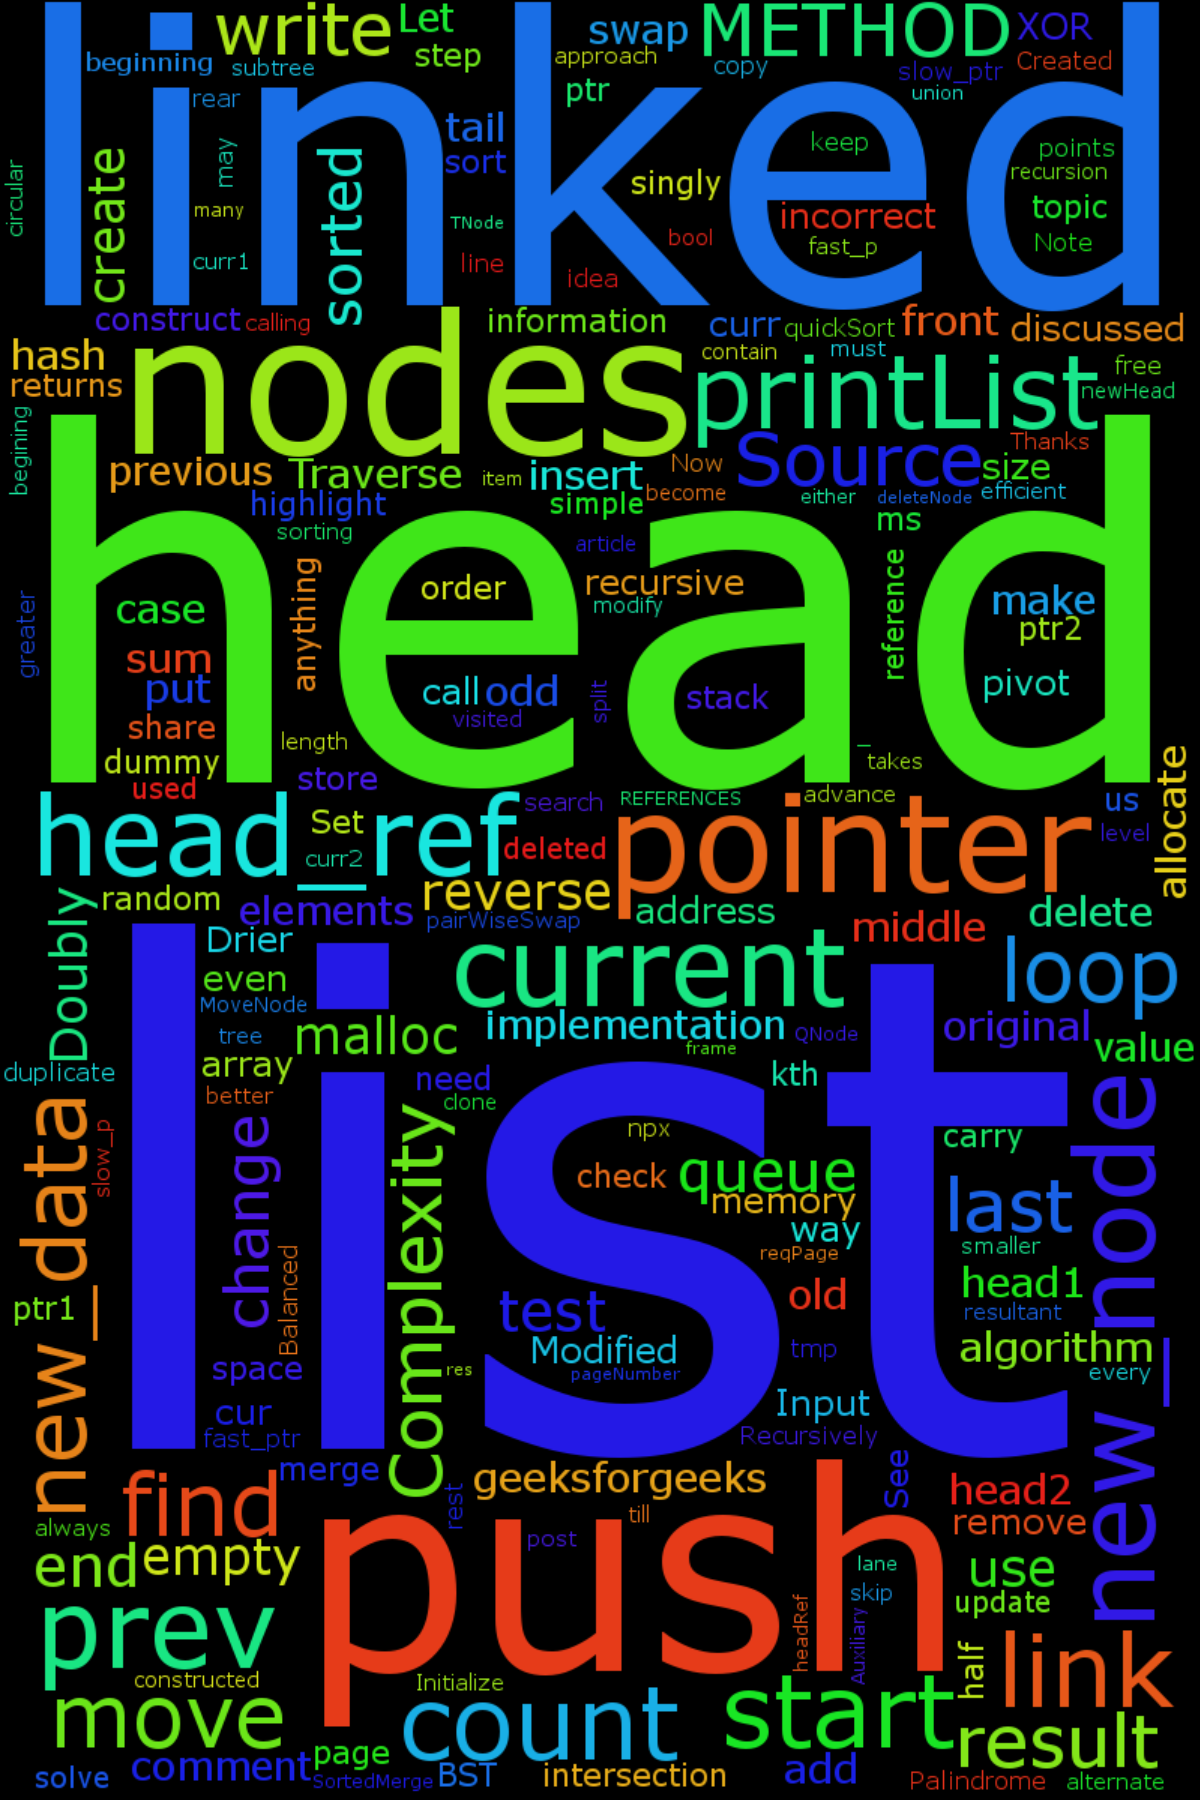 linked
write
Let
step
swap
METHOD
XOR
beginning
subtree
approach
copy
slow_ptr
Created
rear
ptr
union
tail
sort
keep
points
recursion
circular
create
may
sorted
singly
incorrect
topic
many
TNode
bool
fast_p
Note
curr1
line
idea
construct
calling
information
curr
quickSort
front
discussed
hash
contain
must
free
returns
nodes
printList
newHead
begining
Source
Thanks
previous
Traverse
item
insert
Now
size
highlight
simple
become
either
deleteNode
efficient
sorting
ms
head
article
anything
order
recursive
reference
greater
case
modify
make
ptr2
sum
put
call
odd
split
stack
pivot
visited
share
length
dummy
store
takes
_
used
search
REFERENCES
advance
us
allocate
head_ref
Set
pointer
level
curr2
deleted
random
reverse
Doubly
elements
pairWiseSwap
address
middle
delete
Drier
current
loop
list
even
MoveNode
implementation
QNode
original
tree
malloc
frame
value
duplicate
array
need
kth
better
clone
new_data
slow_p
change
Complexity
npx
carry
new_node
check
queue
memory
last
way
reqPage
smaller
Balanced
ptr1
test
old
head1
resultant
Modified
tmp
algorithm
space
res
pageNumber
every
cur
Input
fast_ptr
Recursively
merge
geeksforgeeks
See
find
rest
head2
always
till
remove
push
post
end
empty
lane
use
skip
update
prev
headRef
Auxiliary
half
link
constructed
Initialize
move
count
start
result
page
comment
SortedMerge
BST
intersection
add
solve
Palindrome
alternate